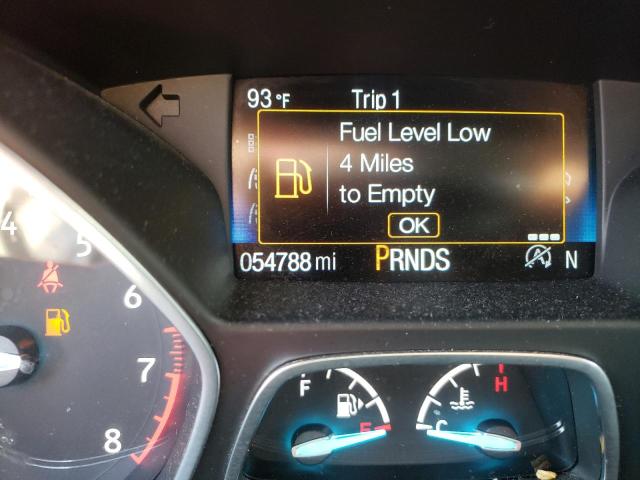 93 °F Trip 1
Fuel Level Low
4 Miles
to Empty
OK
054788 mi PRNDS N
4
5
6
7
8
F
E
H
C